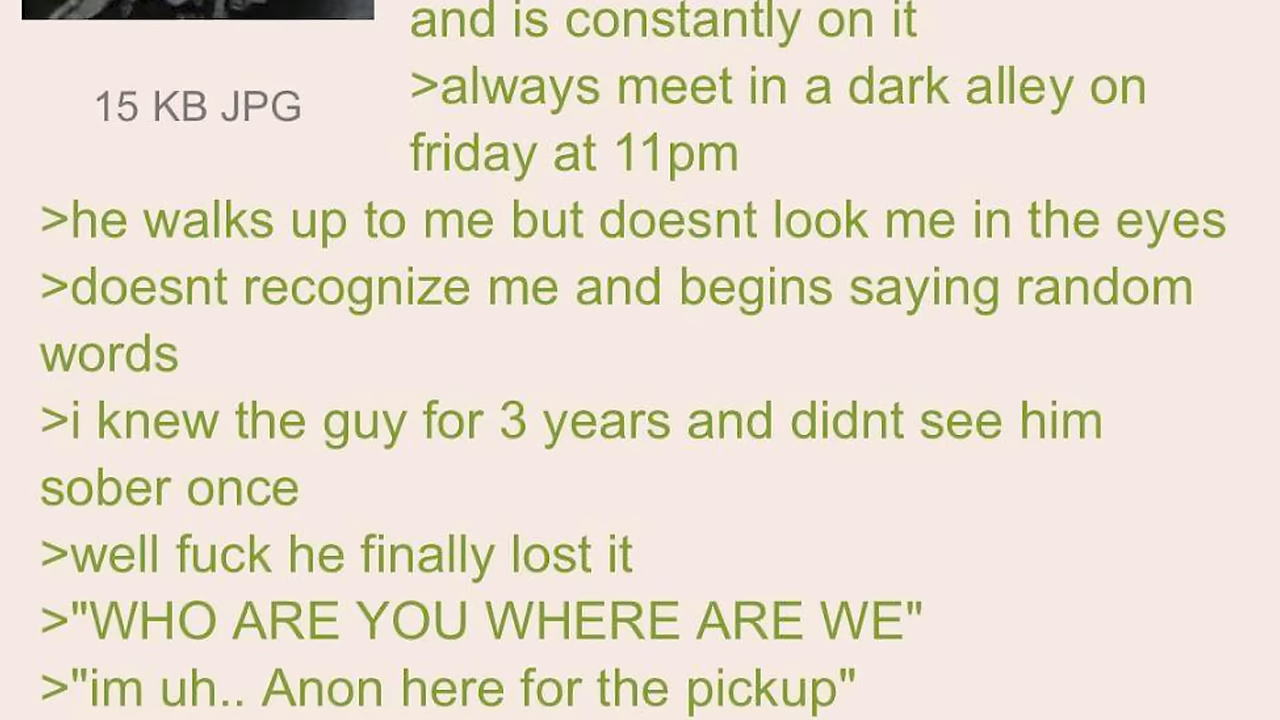 and is constantly on it
15 KB JPG
>always meet in a dark alley on
friday at 11pm
>he walks up to me but doesnt look me in the eyes
>doesnt recognize me and begins saying random
words
>i knew the guy for 3 years and didnt see him
sober once
>well fuck he finally lost it
>"WHO ARE YOU WHERE ARE WE"
>"im uh.. Anon here for the pickup"